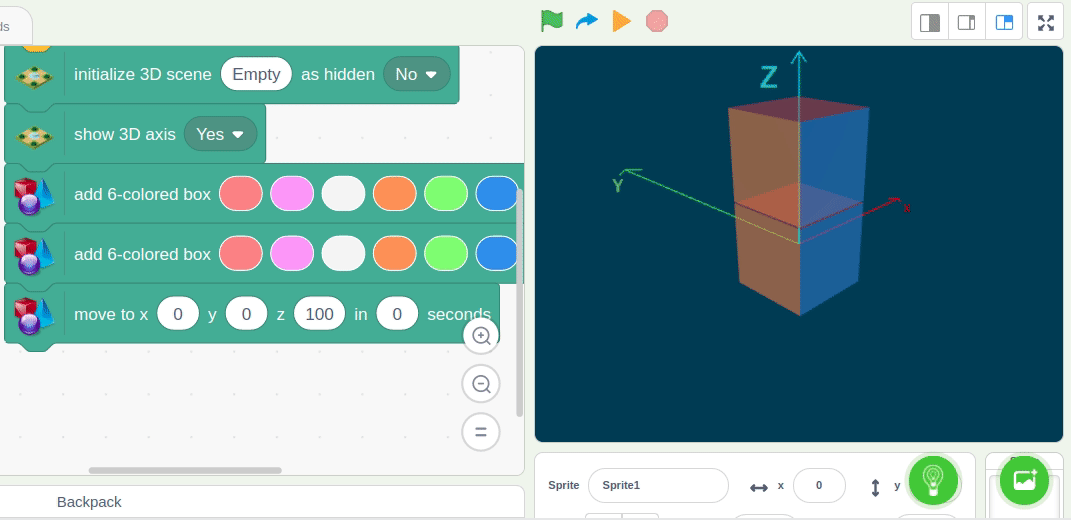 ds
initialize 3D scene Empty as hidden No
show 3D axis Yes
add 6-colored box
add 6-colored box
move to x 0 y 0 z 100 in 0 seconds
Backpack
Z
Y
X
Sprite Sprite1 x 0 y